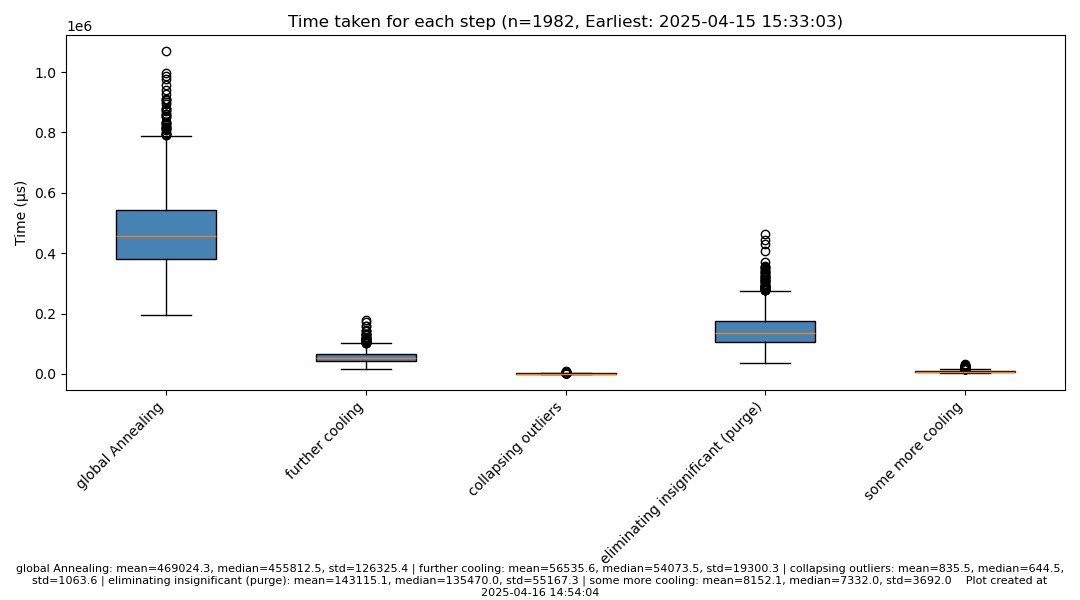 Time taken for each step (n=1982, Earliest: 2025-04-15 15:33:03)
1e6
1.0
0.8
0.6
0.4
0.2
0.0
Time (µs)
global Annealing
further cooling
collapsing outliers
eliminating insignificant (purge)
some more cooling
global Annealing: mean=469024.3, median=455812.5, std=126325.4 | further cooling: mean=56535.6, median=54073.5, std=19300.3 | collapsing outliers: mean=835.5, median=644.5,
std=1063.6 | eliminating insignificant (purge): mean=143115.1, median=135470.0, std=55167.3 | some more cooling: mean=8152.1, median=7332.0, std=3692.0    Plot created at
2025-04-16 14:54:04